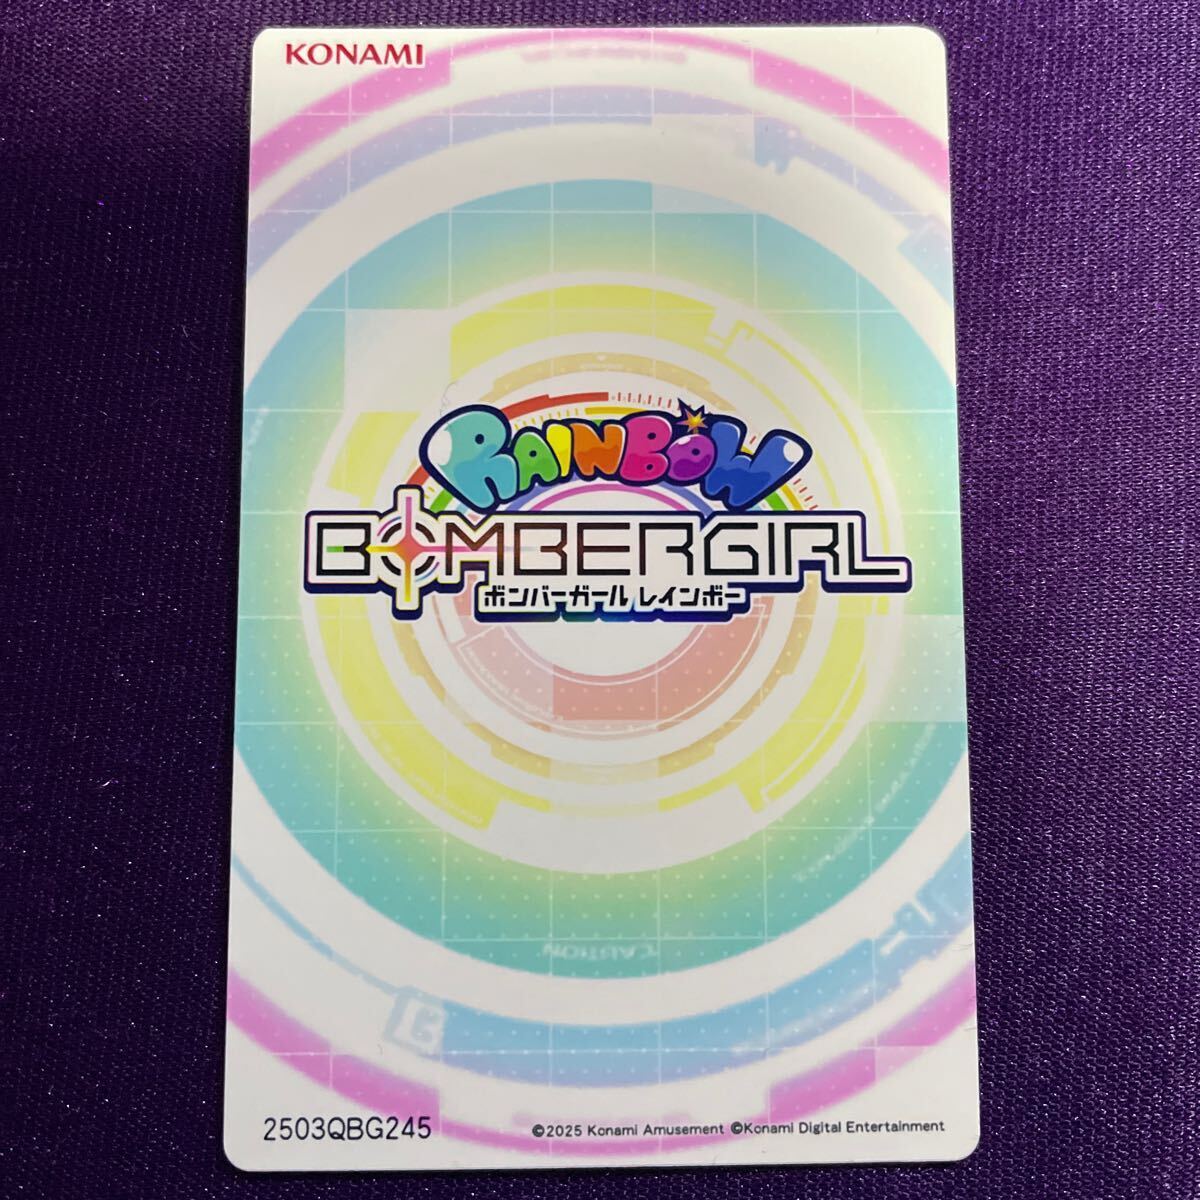 KONAMI
RAINBOW
BOMBERGIRL
ボンバーガール レインボー
CAUTION
2503QBG245
©2025 Konami Amusement ©Konami Digital Entertainment